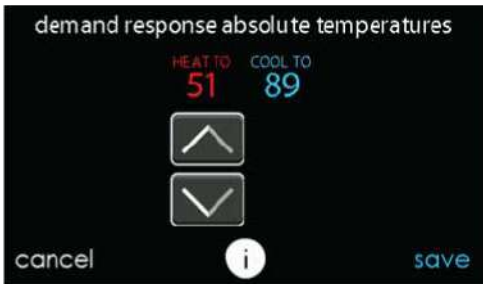 demand response absolute temperatures
HEAT TO COOL TO
51 89
cancel i save